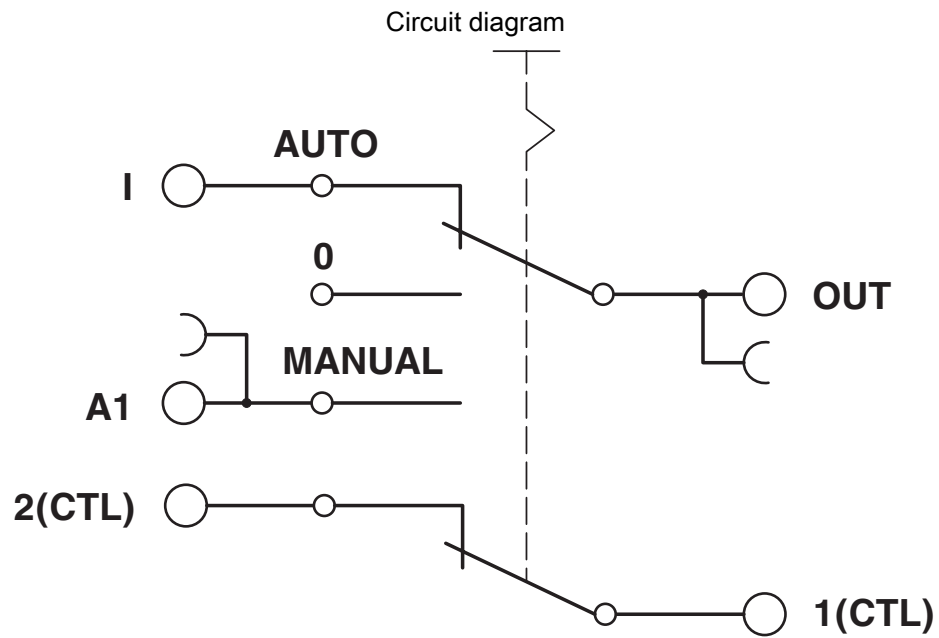 Circuit diagram
AUTO
I
0
OUT
MANUAL
A1
2(CTL)
1(CTL)